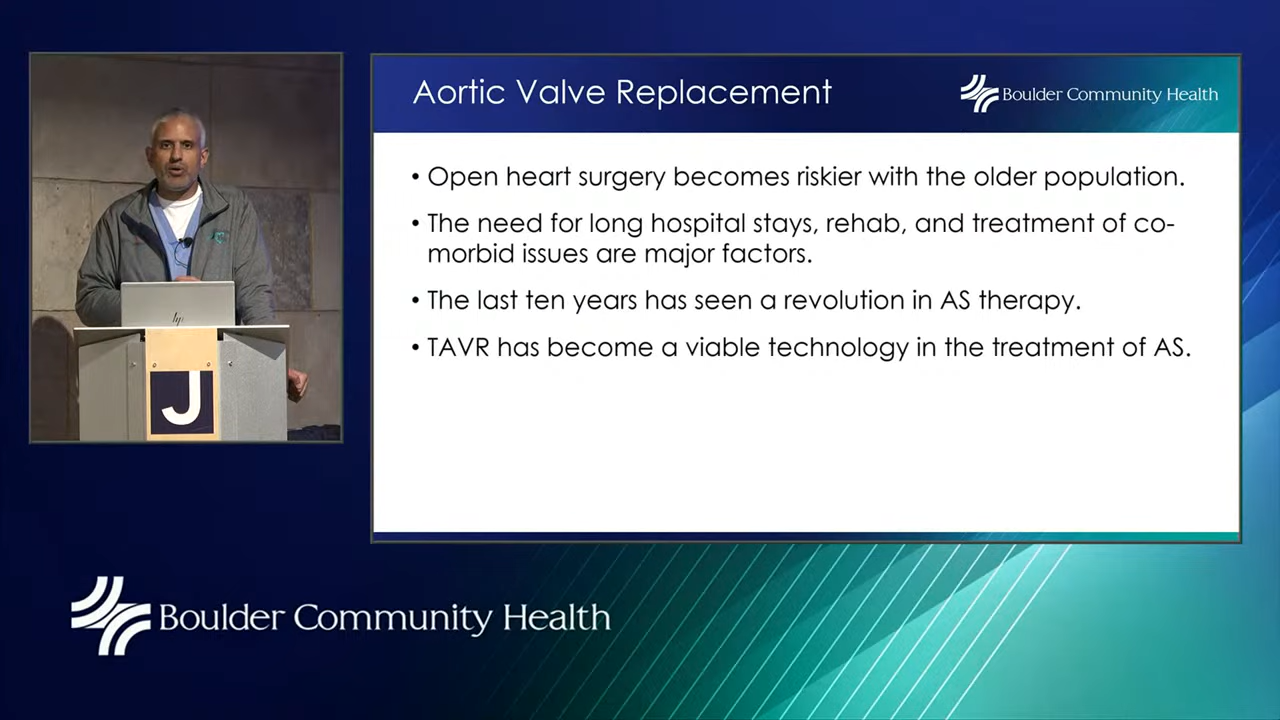 Aortic Valve Replacement
Boulder Community Health
• Open heart surgery becomes riskier with the older population.
• The need for long hospital stays, rehab, and treatment of co-
morbid issues are major factors.
• The last ten years has seen a revolution in AS therapy.
• TAVR has become a viable technology in the treatment of AS.
hp
J
Boulder Community Health